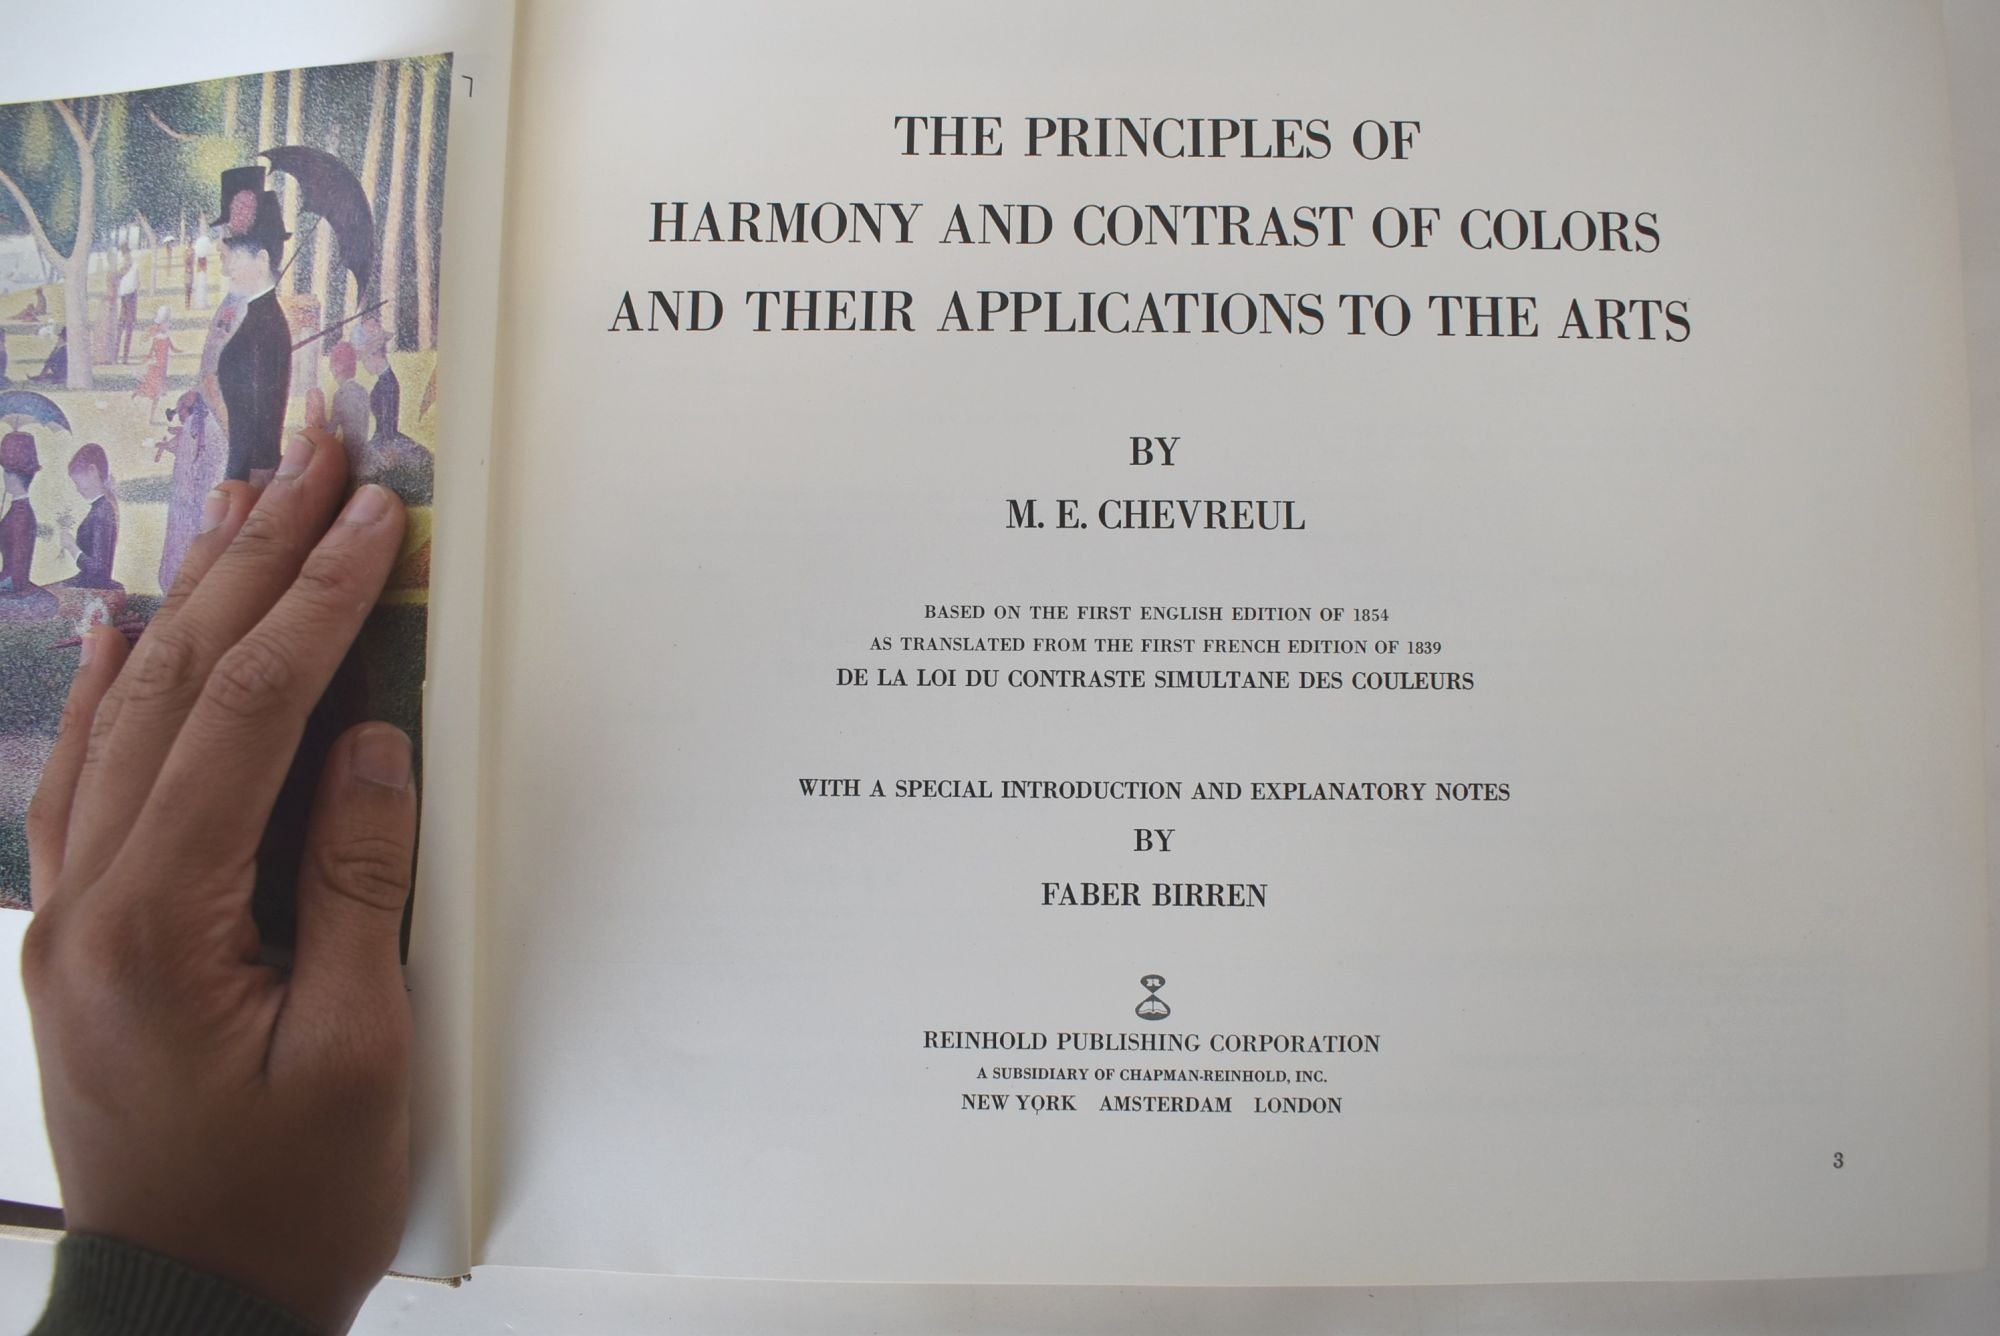 THE PRINCIPLES OF
HARMONY AND CONTRAST OF COLORS
AND THEIR APPLICATIONS TO THE ARTS
BY
M. E. CHEVREUL
BASED ON THE FIRST ENGLISH EDITION OF 1854
AS TRANSLATED FROM THE FIRST FRENCH EDITION OF 1839
DE LA LOI DU CONTRASTE SIMULTANE DES COULEURS
WITH A SPECIAL INTRODUCTION AND EXPLANATORY NOTES
BY
FABER BIRREN
R
REINHOLD PUBLISHING CORPORATION
A SUBSIDIARY OF CHAPMAN-REINHOLD, INC.
NEW YORK AMSTERDAM LONDON
3